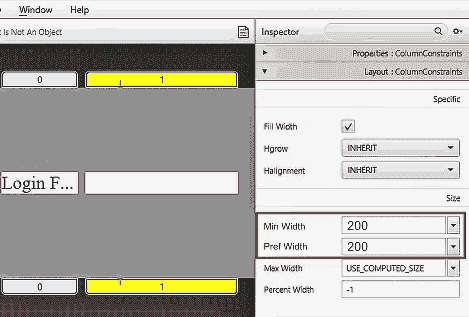 Window Help
t Is Not An Object
Inspector
Properties : ColumnConstraints
Layout : ColumnConstraints
0 1
Specific
Fill Width
Hgrow INHERIT
Halignment INHERIT
Login F...
Size
Min Width 200
Pref Width 200
Max Width USE_COMPUTED_SIZE
0 1
Percent Width -1